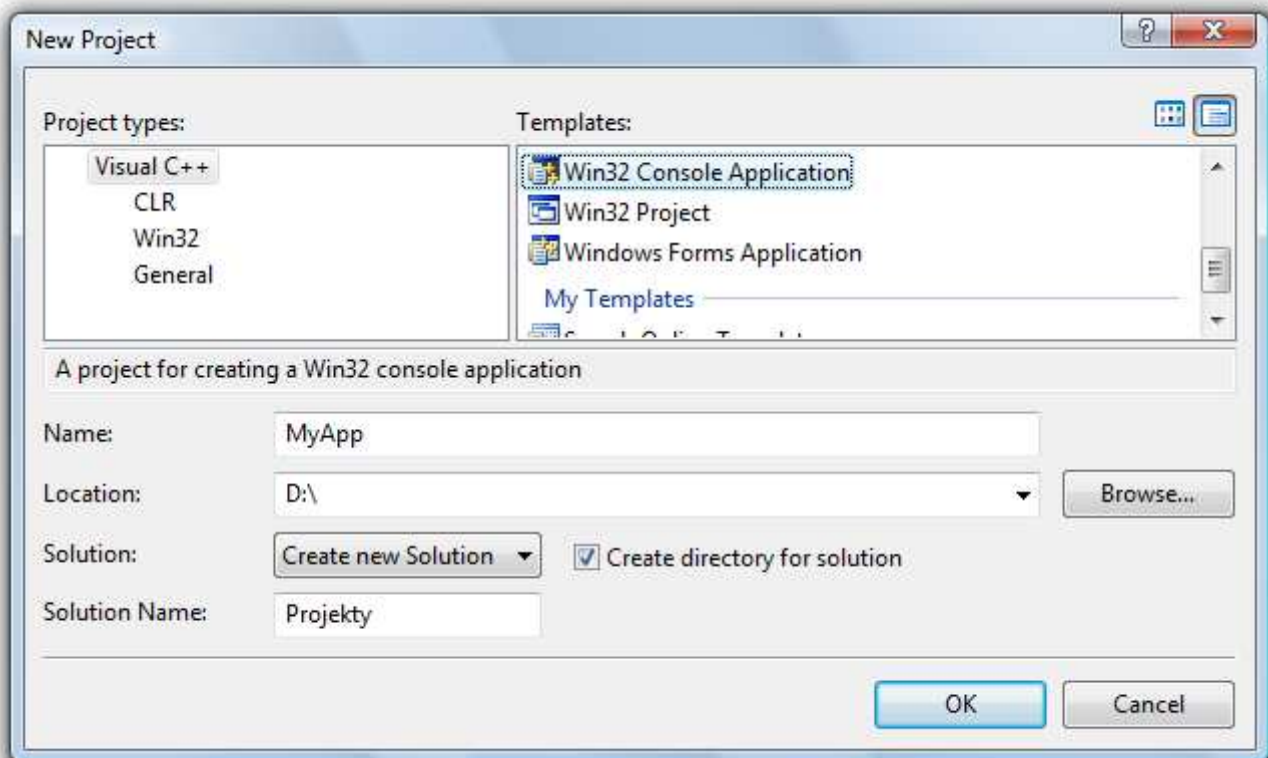 New Project
Project types:
Templates:
Visual C++
CLR
Win32
General
Win32 Console Application
Win32 Project
Windows Forms Application
My Templates
A project for creating a Win32 console application
Name: MyApp
Location: D:\ Browse...
Solution: Create new Solution Create directory for solution
Solution Name: Projekty
OK Cancel